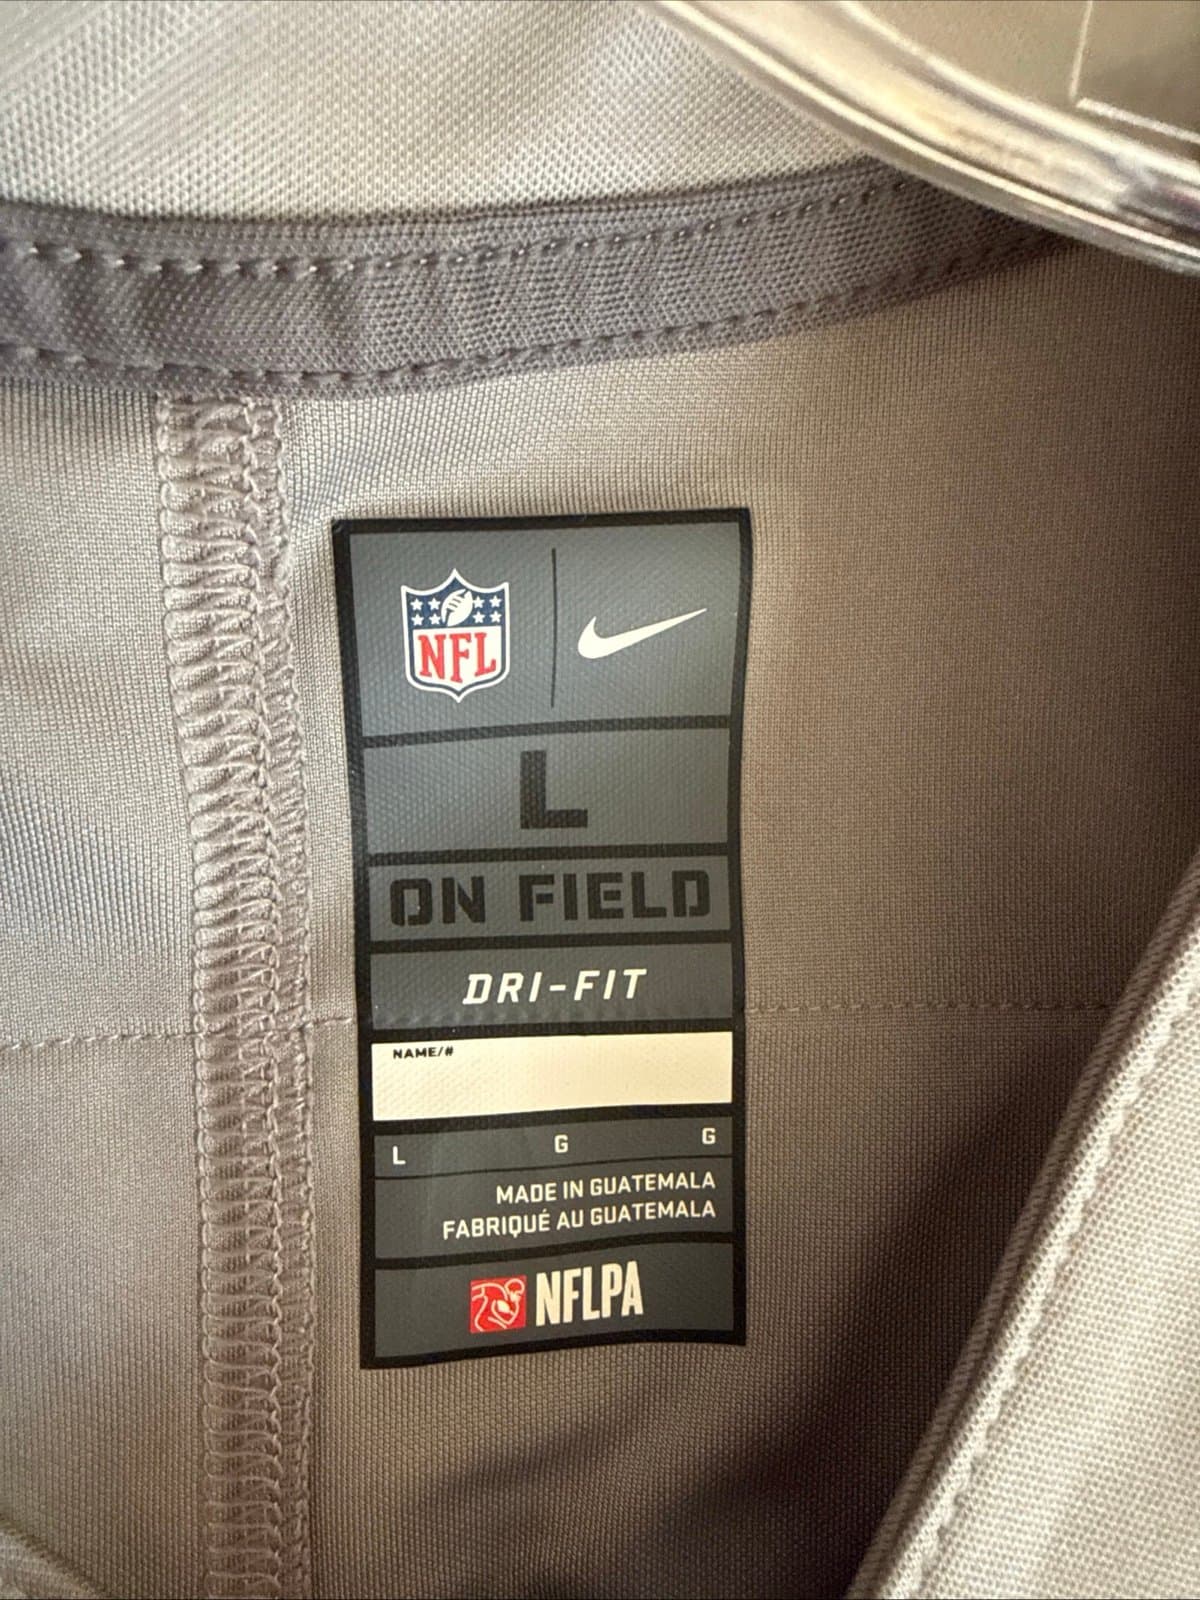 NFL
L
ON FIELD
DRI-FIT
NAME/#
L G G
MADE IN GUATEMALA
FABRIQUÉ AU GUATEMALA
NFLPA